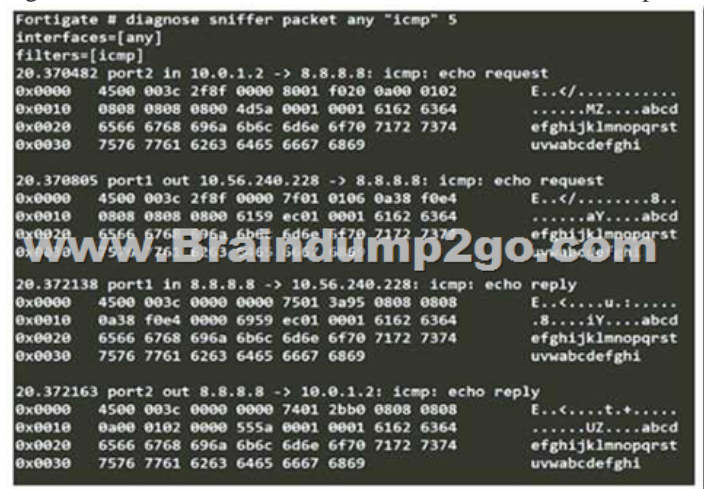 Fortigate # diagnose sniffer packet any "icmp" 5
interfaces=[any]
filters=[icmp]
20.370482 port2 in 10.0.1.2 -> 8.8.8.8: icmp: echo request
0x0000 4500 003c 2f8f 0000 8001 f020 0a00 0102 E..</...........
0x0010 0808 0808 0800 4d5a 0001 0001 6162 6364 ......MZ....abcd
0x0020 6566 6768 696a 6b6c 6d6e 6f70 7172 7374 efghijklmnopqrst
0x0030 7576 7761 6263 6465 6667 6869 uvwabcdefghi
20.370805 port1 out 10.56.240.228 -> 8.8.8.8: icmp: echo request
0x0000 4500 003c 2f8f 0000 7f01 0106 0a38 f0e4 E..</........8..
0x0010 0808 0808 0800 6159 ec01 0001 6162 6364 ......aY....abcd
0x0020 6566 6768 696a 6b6c 6d6e 6f70 7172 7374 efghijklmnopqrst
www.Braindump2go.com
uvwabcdefghi
20.372138 port1 in 8.8.8.8 -> 10.56.240.228: icmp: echo reply
0x0000 4500 003c 0000 0000 7501 3a95 0808 0808 E..<....u.:.....
0x0010 0a38 f0e4 0000 6959 ec01 0001 6162 6364 .8....iY....abcd
0x0020 6566 6768 696a 6b6c 6d6e 6f70 7172 7374 efghijklmnopqrst
0x0030 7576 7761 6263 6465 6667 6869 uvwabcdefghi
20.372163 port2 out 8.8.8.8 -> 10.0.1.2: icmp: echo reply
0x0000 4500 003c 0000 0000 7401 2bb0 0808 0808 E..<....t.+.....
0x0010 0a00 0102 0000 555a 0001 0001 6162 6364 ......UZ....abcd
0x0020 6566 6768 696a 6b6c 6d6e 6f70 7172 7374 efghijklmnopqrst
0x0030 7576 7761 6263 6465 6667 6869 uvwabcdefghi